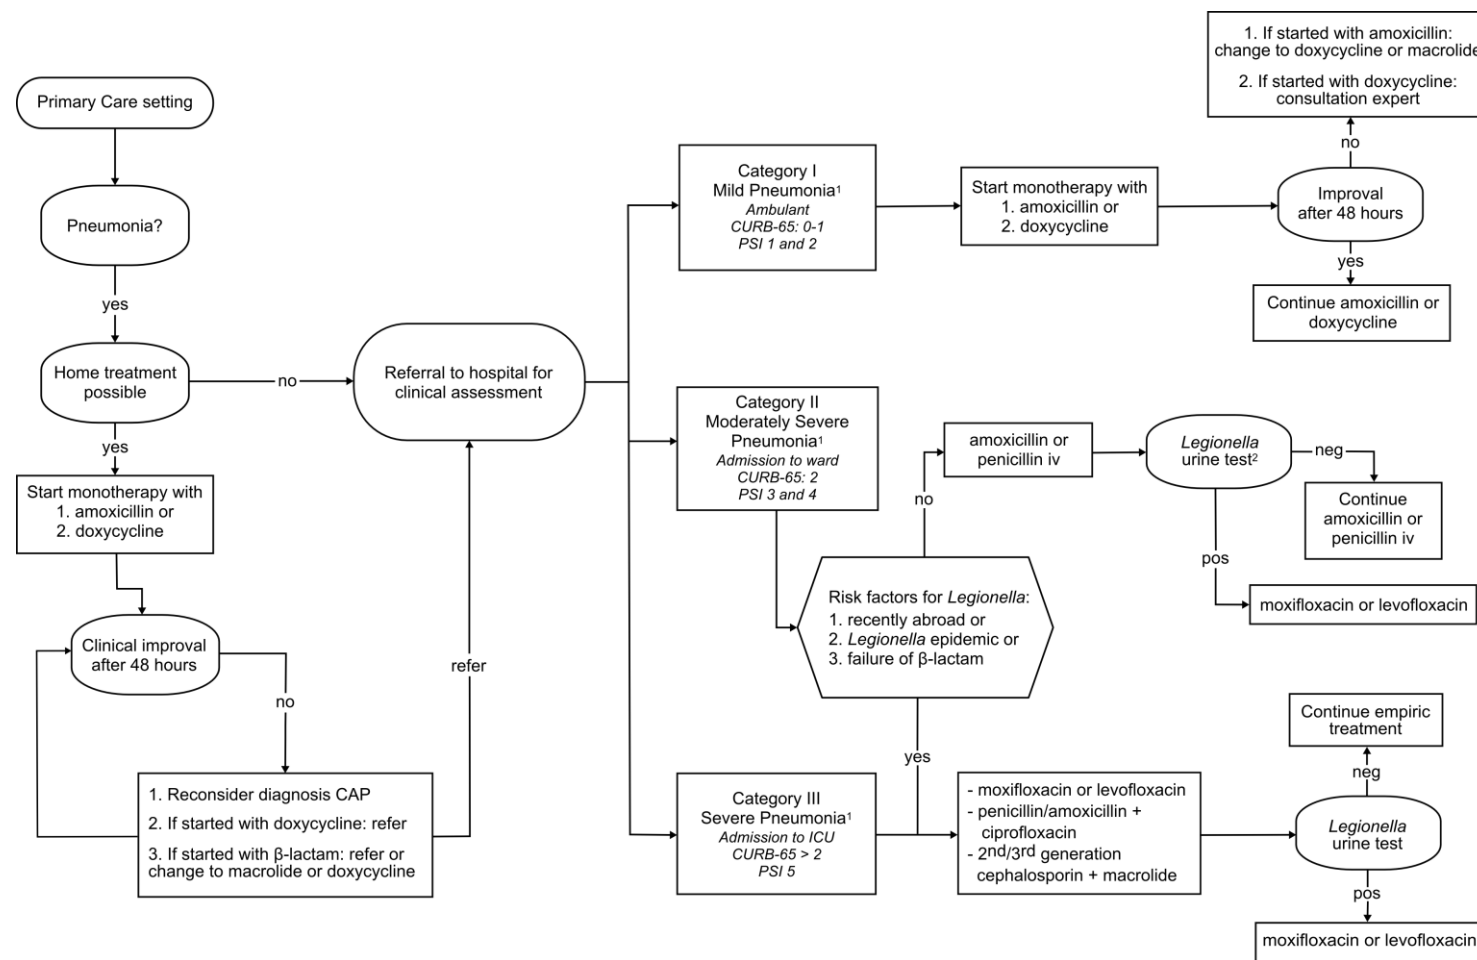 Primary Care setting
Pneumonia?
yes
Home treatment
possible
no
yes
Start monotherapy with
1. amoxicillin or
2. doxycycline
Clinical improval
after 48 hours
no
1. Reconsider diagnosis CAP
2. If started with doxycycline: refer
3. If started with β-lactam: refer or
change to macrolide or doxycycline
refer
Referral to hospital for
clinical assessment
Category I
Mild Pneumonia¹
Ambulant
CURB-65: 0-1
PSI 1 and 2
Start monotherapy with
1. amoxicillin or
2. doxycycline
Improval
after 48 hours
no
1. If started with amoxicillin:
change to doxycycline or macrolide
2. If started with doxycycline:
consultation expert
yes
Continue amoxicillin or
doxycycline
Category II
Moderately Severe
Pneumonia¹
Admission to ward
CURB-65: 2
PSI 3 and 4
Risk factors for Legionella:
1. recently abroad or
2. Legionella epidemic or
3. failure of β-lactam
no
amoxicillin or
penicillin iv
Legionella
urine test²
neg
Continue
amoxicillin or
penicillin iv
pos
moxifloxacin or levofloxacin
yes
Category III
Severe Pneumonia¹
Admission to ICU
CURB-65 > 2
PSI 5
- moxifloxacin or levofloxacin
- penicillin/amoxicillin +
ciprofloxacin
- 2nd/3rd generation
cephalosporin + macrolide
Legionella
urine test
neg
Continue empiric
treatment
pos
moxifloxacin or levofloxacin